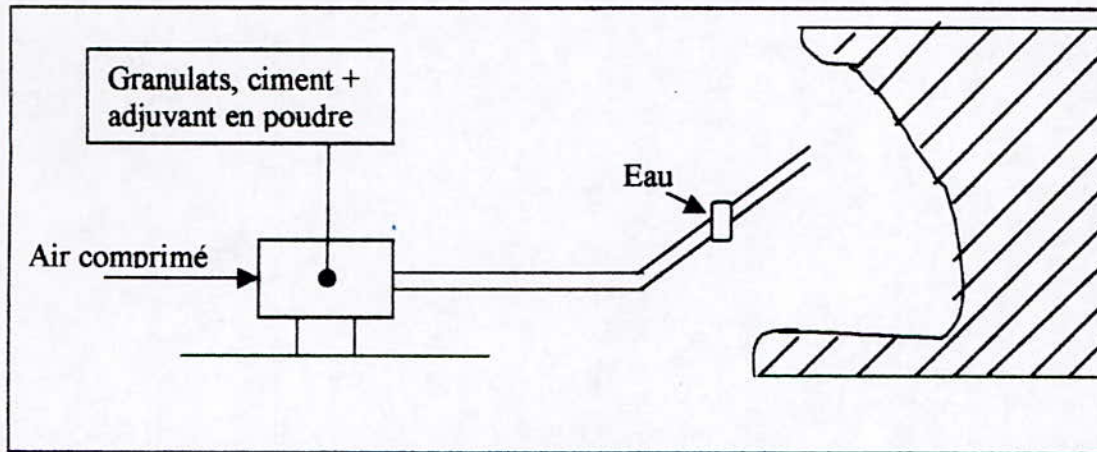 Granulats, ciment +
adjuvant en poudre
Eau
Air comprimé